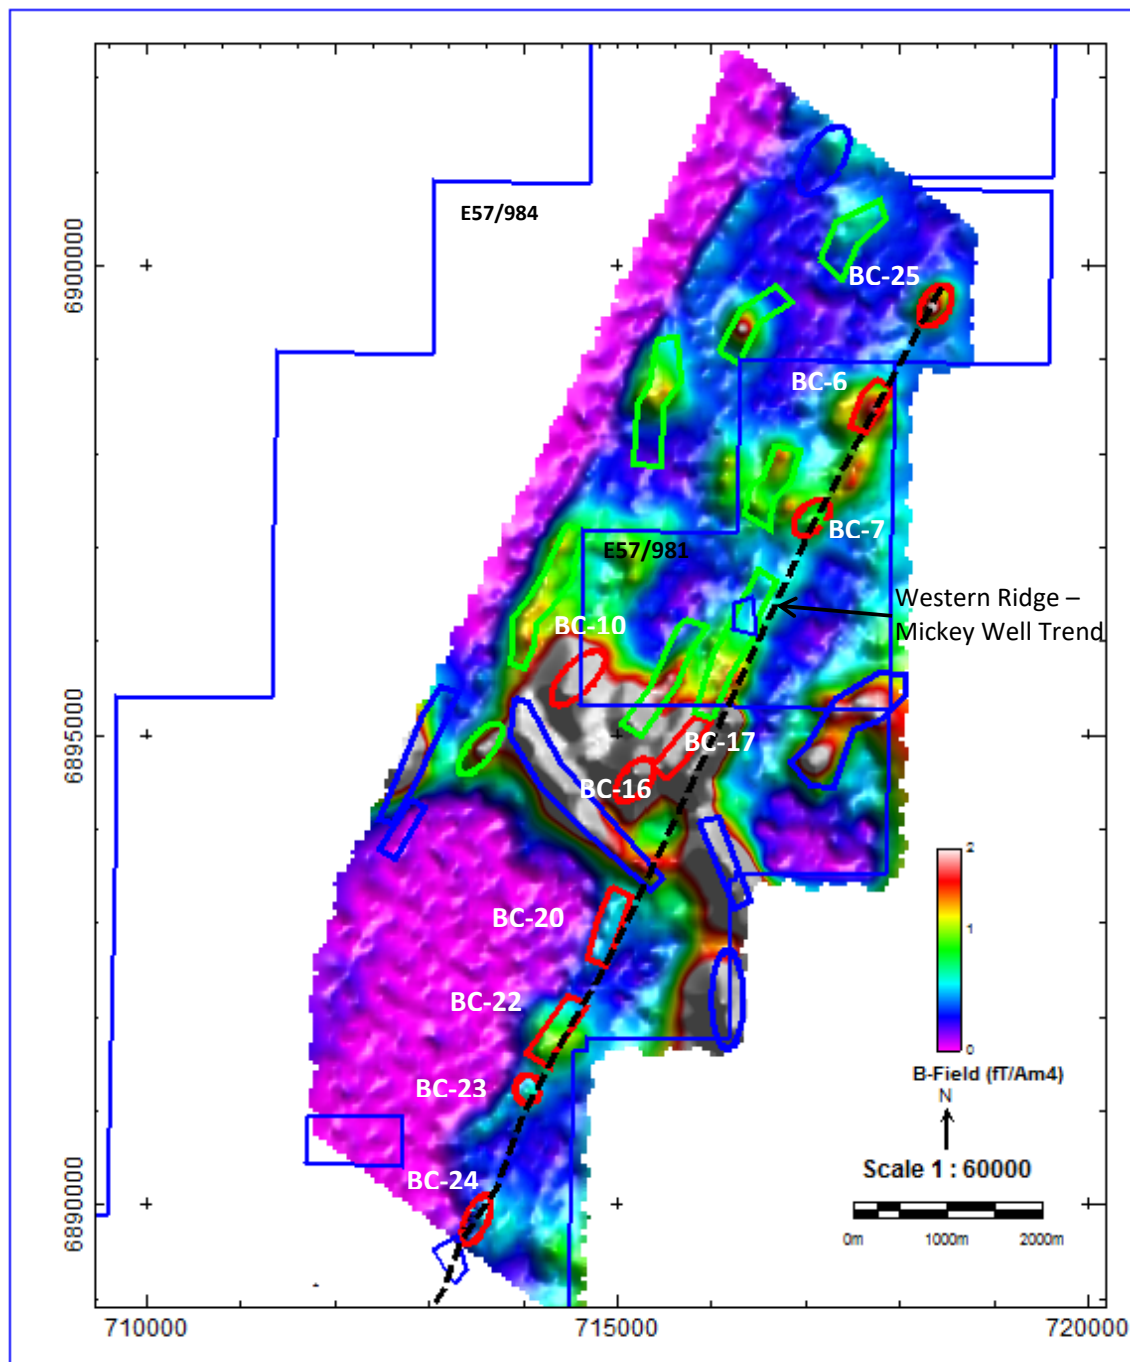 E57/984
6900000
BC-25
BC-6
BC-7
E57/981
Western Ridge –
Mickey Well Trend
BC-10
6895000
BC-17
BC-16
2
1
0
B-Field (fT/Am4)
BC-20
BC-22
BC-23
N
Scale 1 : 60000
BC-24
6890000
0m 1000m 2000m
710000 715000 720000